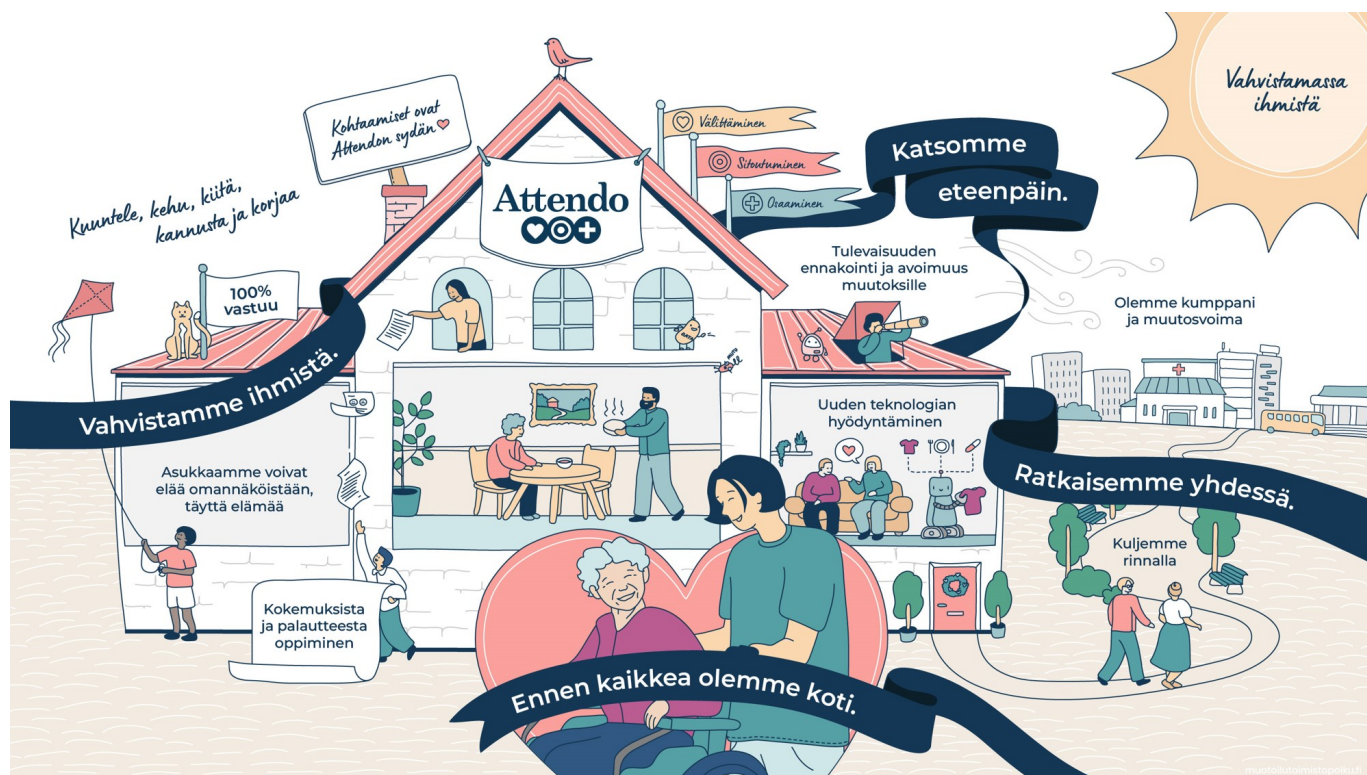 Vahvistamassa
ihmistä
Kohtaamiset ovat
Attendon sydän
Välittäminen
Sitoutuminen
Osaaminen
Katsomme
eteenpäin.
Attendo
Kuuntele, kehu, kiitä,
kannusta ja korjaa
100%
vastuu
Tulevaisuuden
ennakointi ja avoimuus
muutoksille
Olemme kumppani
ja muutosvoima
Vahvistamme ihmistä.
Uuden teknologian
hyödyntäminen
Asukkaamme voivat
elää omannäköistään,
täyttä elämää
Ratkaisemme yhdessä.
Kuljemme
rinnalla
Kokemuksista
ja palautteesta
oppiminen
Ennen kaikkea olemme koti.
muotoilutoimistopolku.fi